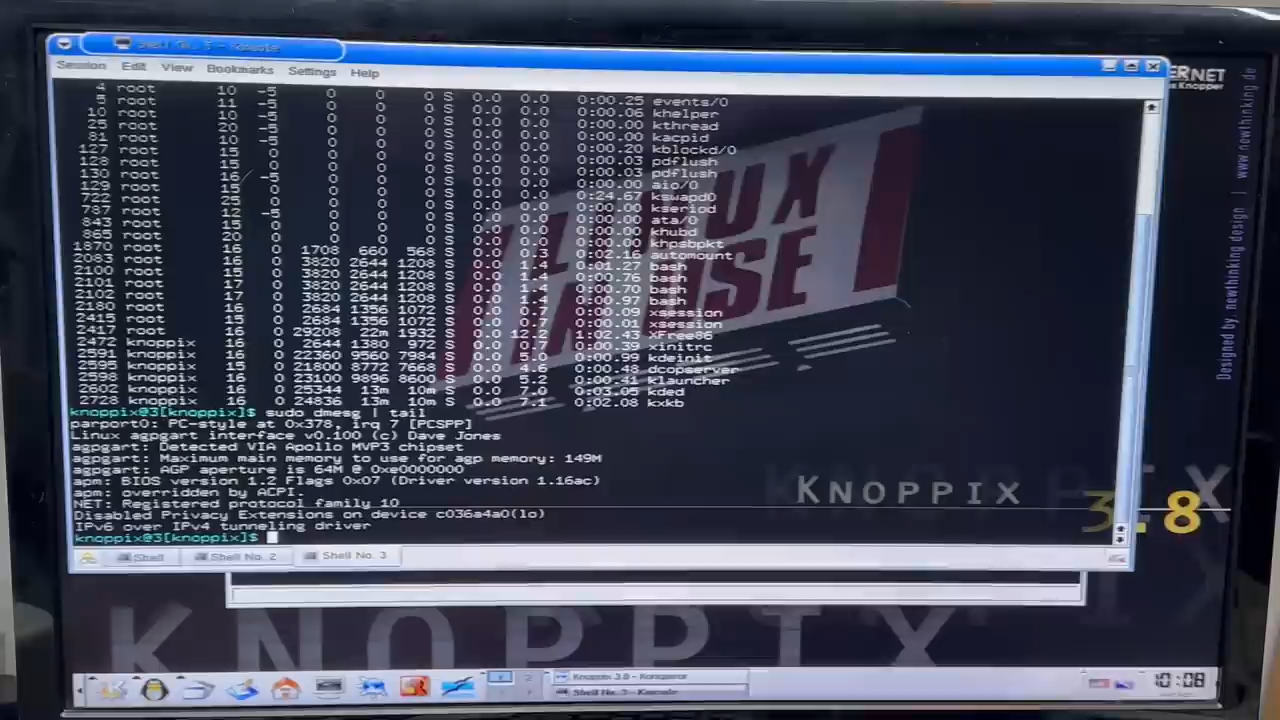 Shell No. 3 - Konsole
Session Edit View Bookmarks Settings Help
4 root 10 -5 0 0 0 S 0.0 0.0 0:00.25 events/0
5 root 11 -5 0 0 0 S 0.0 0.0 0:00.06 khelper
10 root 10 -5 0 0 0 S 0.0 0.0 0:00.00 kthread
25 root 20 -5 0 0 0 S 0.0 0.0 0:00.00 kacpid
81 root 10 -5 0 0 0 S 0.0 0.0 0:00.20 kblockd/0
127 root 15 0 0 0 0 S 0.0 0.0 0:00.03 pdflush
128 root 15 0 0 0 0 S 0.0 0.0 0:00.03 pdflush
130 root 16 -5 0 0 0 S 0.0 0.0 0:00.00 aio/0
129 root 15 0 0 0 0 S 0.0 0.0 0:24.67 kswapd0
722 root 25 0 0 0 0 S 0.0 0.0 0:00.00 kseriod
787 root 12 -5 0 0 0 S 0.0 0.0 0:00.00 ata/0
843 root 15 0 0 0 0 S 0.0 0.0 0:00.00 khubd
865 root 20 0 0 0 0 S 0.0 0.0 0:00.00 khpsbpkt
1870 root 16 0 1708 660 568 S 0.0 0.3 0:02.16 automount
2083 root 16 0 3820 2644 1208 S 0.0 1.4 0:01.27 bash
2100 root 15 0 3820 2644 1208 S 0.0 1.4 0:00.76 bash
2101 root 17 0 3820 2644 1208 S 0.0 1.4 0:00.70 bash
2102 root 17 0 3820 2644 1208 S 0.0 1.4 0:00.97 bash
2180 root 16 0 2684 1356 1072 S 0.0 0.7 0:00.09 xsession
2415 root 15 0 2684 1356 1072 S 0.0 0.7 0:00.01 xsession
2417 root 16 0 29208 22m 1932 S 0.0 12.2 1:02.43 XFree86
2472 knoppix 16 0 2644 1380 972 S 0.0 0.7 0:00.39 xinitrc
2591 knoppix 16 0 22360 9560 7984 S 0.0 5.0 0:00.99 kdeinit
2595 knoppix 15 0 21800 8772 7668 S 0.0 4.6 0:00.48 dcopserver
2598 knoppix 16 0 23100 9896 8600 S 0.0 5.2 0:00.41 klauncher
2602 knoppix 16 0 25344 13m 10m S 0.0 7.0 0:03.05 kded
2728 knoppix 16 0 24836 13m 10m S 0.0 7.1 0:02.08 kxkb
knoppix@3[knoppix]$ sudo dmesg | tail
parport0: PC-style at 0x378, irq 7 [PCSPP]
Linux agpgart interface v0.100 (c) Dave Jones
agpgart: Detected VIA Apollo MVP3 chipset
agpgart: Maximum main memory to use for agp memory: 149M
agpgart: AGP aperture is 64M @ 0xe0000000
apm: BIOS version 1.2 Flags 0x07 (Driver version 1.16ac)
apm: overridden by ACPI.
NET: Registered protocol family 10
Disabled Privacy Extensions on device c036a4a0(lo)
IPv6 over IPv4 tunneling driver
knoppix@3[knoppix]$
Shell Shell No. 2 Shell No. 3
KNOPPIX
3.8
KNOPPIX
Designed by. newthinking design | www.newthinking.de
Knoppix 3.8 - Konqueror
Shell No. 3 - Konsole
10:08